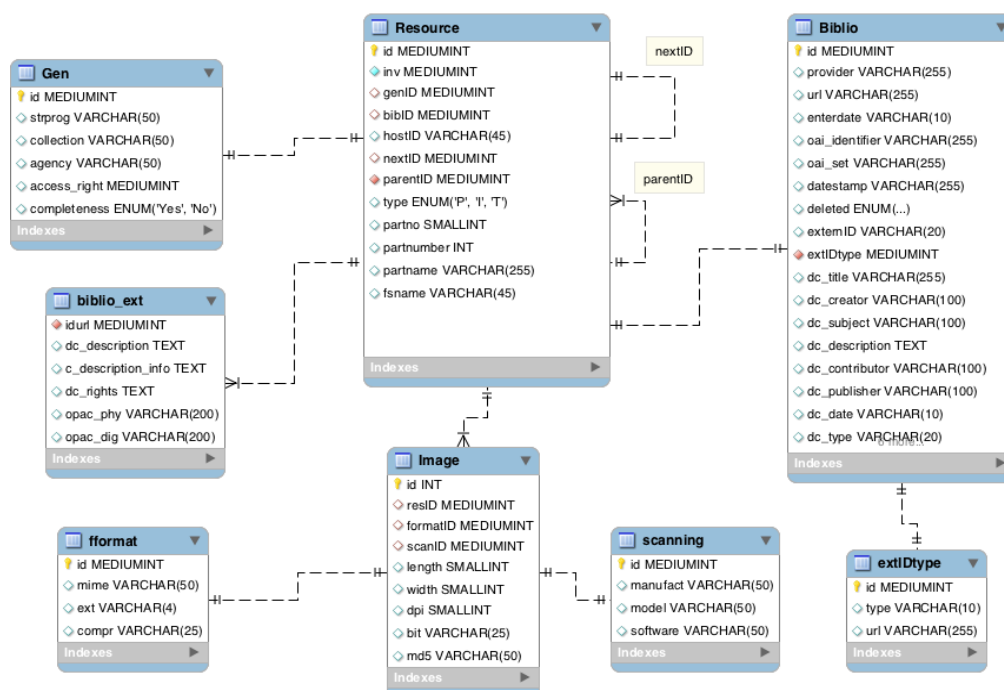 Gen
id MEDIUMINT
strprog VARCHAR(50)
collection VARCHAR(50)
agency VARCHAR(50)
access_right MEDIUMINT
completeness ENUM('Yes', 'No')
Indexes
Resource
id MEDIUMINT
inv MEDIUMINT
genID MEDIUMINT
bibID MEDIUMINT
hostID VARCHAR(45)
nextID MEDIUMINT
parentID MEDIUMINT
type ENUM('P', 'I', 'T')
partno SMALLINT
partnumber INT
partname VARCHAR(255)
fsname VARCHAR(45)
Indexes
nextID
parentID
Biblio
id MEDIUMINT
provider VARCHAR(255)
url VARCHAR(255)
enterdate VARCHAR(10)
oai_identifier VARCHAR(255)
oai_set VARCHAR(255)
datestamp VARCHAR(255)
deleted ENUM(...)
externID VARCHAR(20)
extIDtype MEDIUMINT
dc_title VARCHAR(255)
dc_creator VARCHAR(100)
dc_subject VARCHAR(100)
dc_description TEXT
dc_contributor VARCHAR(100)
dc_publisher VARCHAR(100)
dc_date VARCHAR(10)
dc_type VARCHAR(20)
more...
Indexes
biblio_ext
idurl MEDIUMINT
dc_description TEXT
c_description_info TEXT
dc_rights TEXT
opac_phy VARCHAR(200)
opac_dig VARCHAR(200)
Indexes
Image
id INT
resID MEDIUMINT
formatID MEDIUMINT
scanID MEDIUMINT
length SMALLINT
width SMALLINT
dpi SMALLINT
bit VARCHAR(25)
md5 VARCHAR(50)
Indexes
fformat
id MEDIUMINT
mime VARCHAR(50)
ext VARCHAR(4)
compr VARCHAR(25)
Indexes
scanning
id MEDIUMINT
manufact VARCHAR(50)
model VARCHAR(50)
software VARCHAR(50)
Indexes
extIDtype
id MEDIUMINT
type VARCHAR(10)
url VARCHAR(255)
Indexes